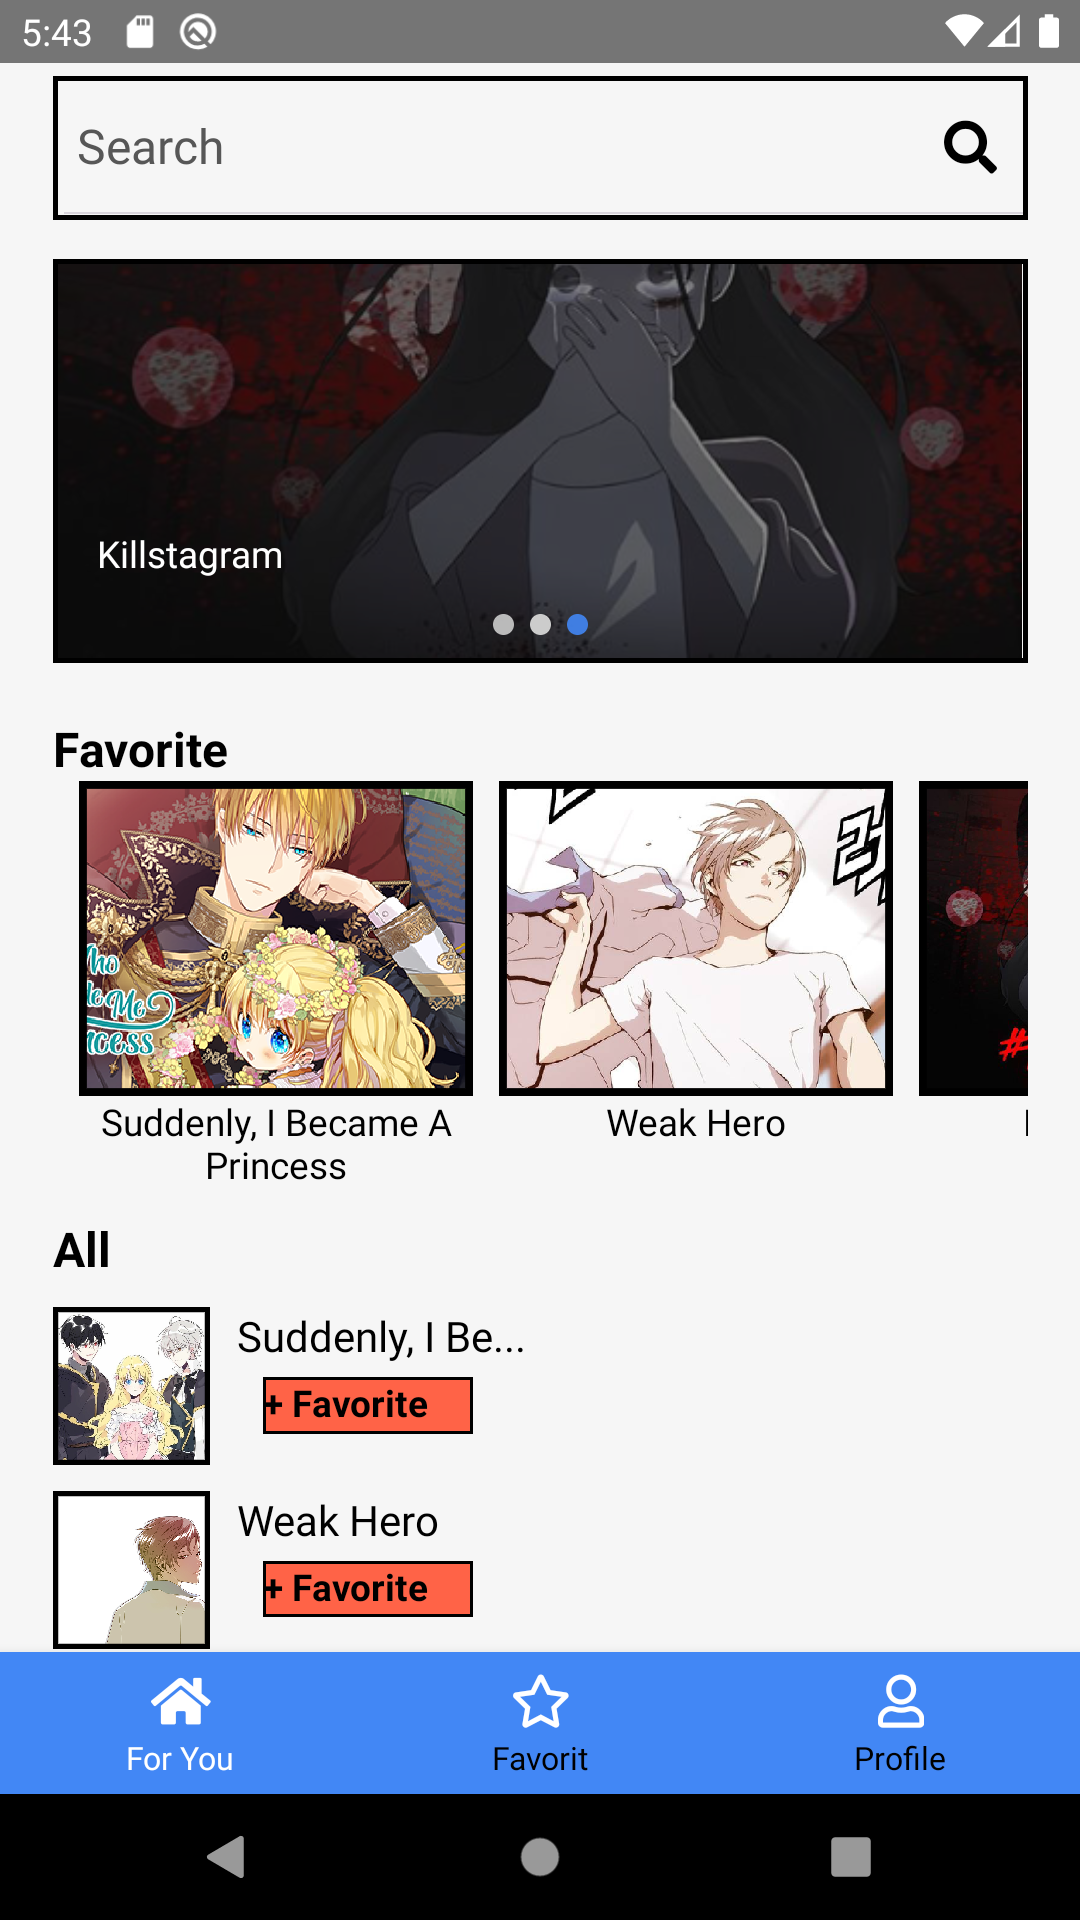 5:43
Search
Killstagram
Favorite
Suddenly, I Became A
Princess
Weak Hero
All
Suddenly, I Be...
+ Favorite
Weak Hero
+ Favorite
For You
Favorit
Profile